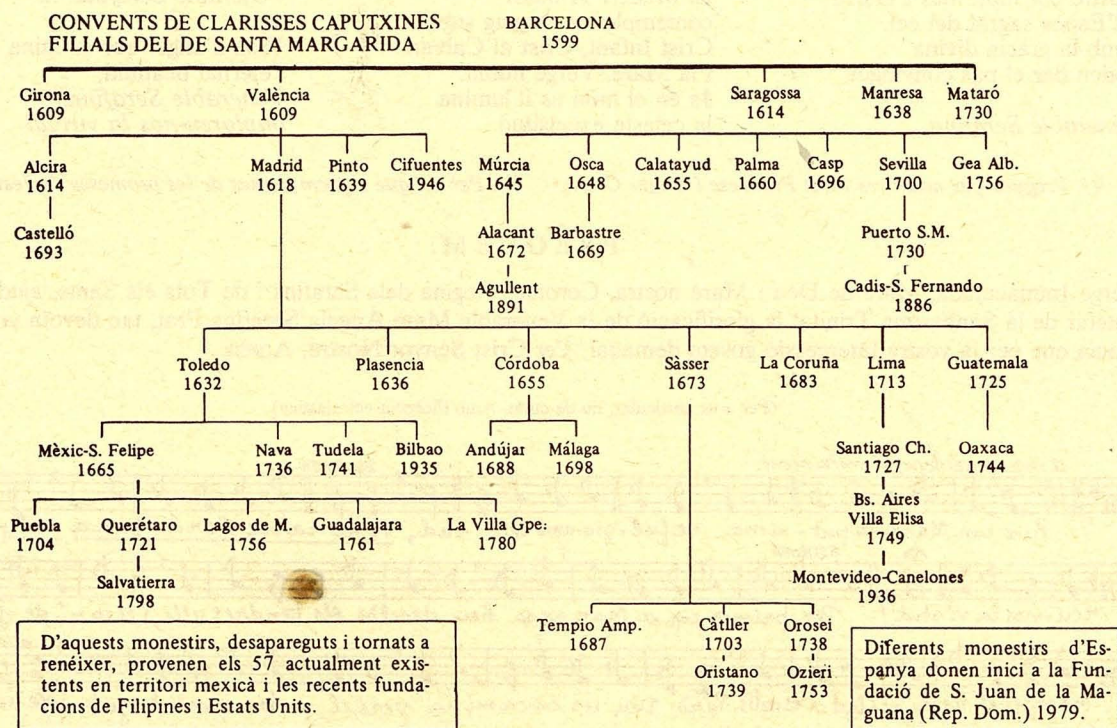 CONVENTS DE CLARISSES CAPUTXINES
FILIALS DEL DE SANTA MARGARIDA
BARCELONA
1599
Girona
1609
València
1609
Saragossa
1614
Manresa
1638
Mataró
1730
Alcira
1614
Madrid
1618
Pinto
1639
Cifuentes
1946
Múrcia
1645
Osca
1648
Calatayud
1655
Palma
1660
Casp
1696
Sevilla
1700
Gea Alb.
1756
Castelló
1693
Alacant
1672
Barbastre
1669
Puerto S.M.
1730
Agullent
1891
Cadis-S. Fernando
1886
Toledo
1632
Plasencia
1636
Córdoba
1655
Sàsser
1673
La Coruña
1683
Lima
1713
Guatemala
1725
Mèxic-S. Felipe
1665
Nava
1736
Tudela
1741
Bilbao
1935
Andújar
1688
Málaga
1698
Santiago Ch.
1727
Oaxaca
1744
Puebla
1704
Querétaro
1721
Lagos de M.
1756
Guadalajara
1761
La Villa Gpe:
1780
Bs. Aires
Villa Elisa
1749
Salvatierra
1798
Montevideo-Canelones
1936
Tempio Amp.
1687
Càtller
1703
Orosei
1738
Oristano
1739
Ozieri
1753
D'aquests monestirs, desapareguts i tornats a
renéixer, provenen els 57 actualment exis-
tents en territori mexicà i les recents funda-
cions de Filipines i Estats Units.
Diferents monestirs d'Es-
panya donen inici a la Fun-
dació de S. Juan de la Ma-
guana (Rep. Dom.) 1979.